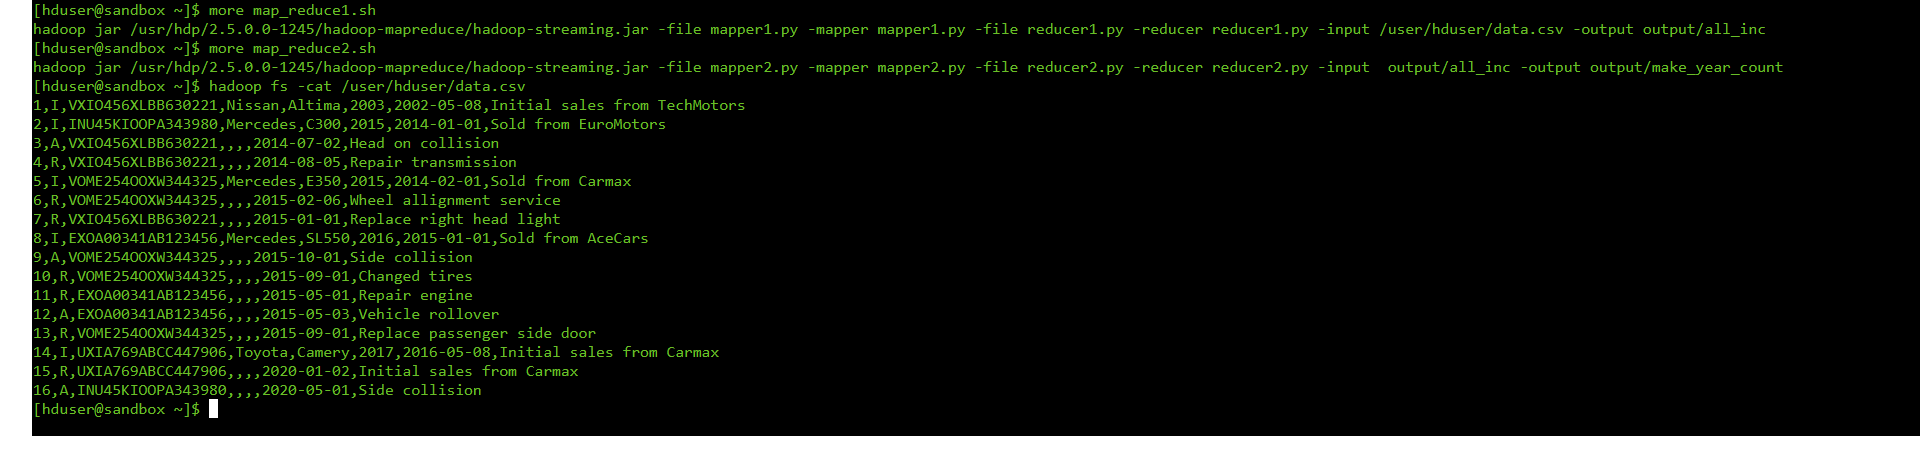 [hduser@sandbox ~]$ more map_reduce1.sh
hadoop jar /usr/hdp/2.5.0.0-1245/hadoop-mapreduce/hadoop-streaming.jar -file mapper1.py -mapper mapper1.py -file reducer1.py -reducer reducer1.py -input /user/hduser/data.csv -output output/all_inc
[hduser@sandbox ~]$ more map_reduce2.sh
hadoop jar /usr/hdp/2.5.0.0-1245/hadoop-mapreduce/hadoop-streaming.jar -file mapper2.py -mapper mapper2.py -file reducer2.py -reducer reducer2.py -input  output/all_inc -output output/make_year_count
[hduser@sandbox ~]$ hadoop fs -cat /user/hduser/data.csv
1,I,VXIO456XLBB630221,Nissan,Altima,2003,2002-05-08,Initial sales from TechMotors
2,I,INU45KIOOPA343980,Mercedes,C300,2015,2014-01-01,Sold from EuroMotors
3,A,VXIO456XLBB630221,,,,2014-07-02,Head on collision
4,R,VXIO456XLBB630221,,,,2014-08-05,Repair transmission
5,I,VOME254OOXW344325,Mercedes,E350,2015,2014-02-01,Sold from Carmax
6,R,VOME254OOXW344325,,,,2015-02-06,Wheel allignment service
7,R,VXIO456XLBB630221,,,,2015-01-01,Replace right head light
8,I,EXOA00341AB123456,Mercedes,SL550,2016,2015-01-01,Sold from AceCars
9,A,VOME254OOXW344325,,,,2015-10-01,Side collision
10,R,VOME254OOXW344325,,,,2015-09-01,Changed tires
11,R,EXOA00341AB123456,,,,2015-05-01,Repair engine
12,A,EXOA00341AB123456,,,,2015-05-03,Vehicle rollover
13,R,VOME254OOXW344325,,,,2015-09-01,Replace passenger side door
14,I,UXIA769ABCC447906,Toyota,Camery,2017,2016-05-08,Initial sales from Carmax
15,R,UXIA769ABCC447906,,,,2020-01-02,Initial sales from Carmax
16,A,INU45KIOOPA343980,,,,2020-05-01,Side collision
[hduser@sandbox ~]$